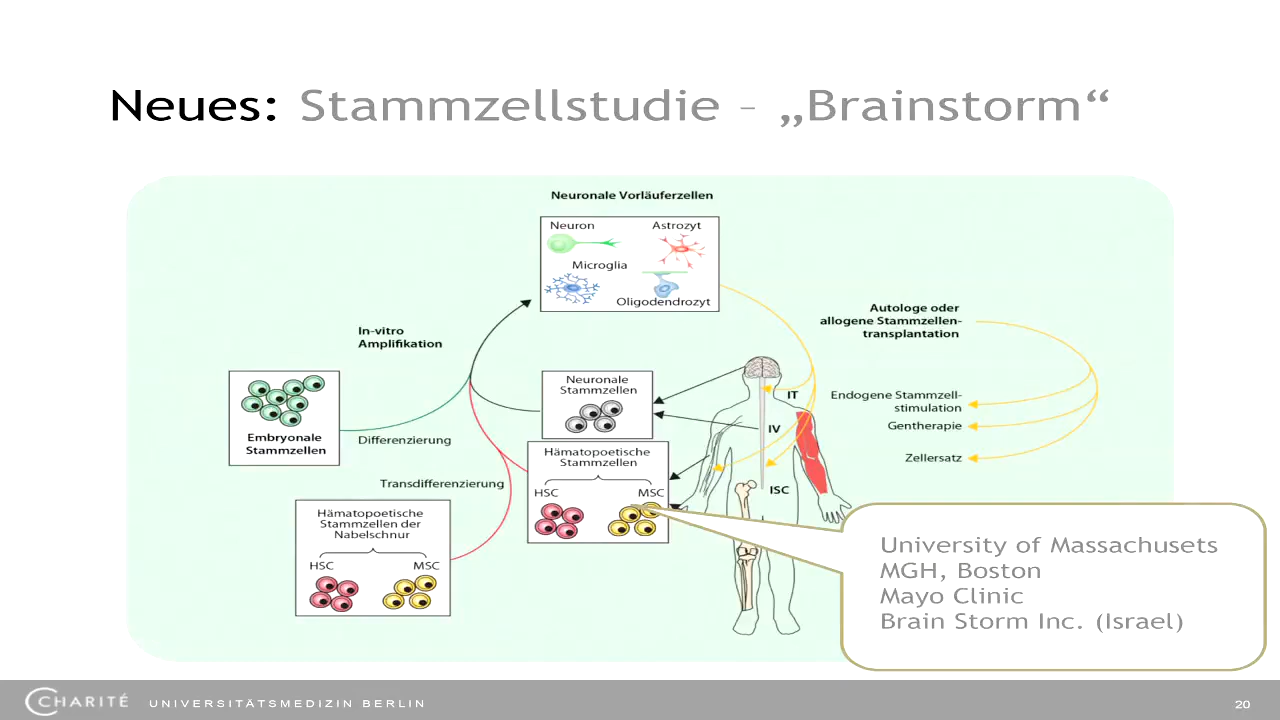 Neues: Stammzellstudie – „Brainstorm“
Neuronale Vorläuferzellen
Neuron
Astrozyt
Microglia
Oligodendrozyt
In-vitro
Amplifikation
Autologe oder
allogene Stammzellen-
transplantation
Embryonale
Stammzellen
Differenzierung
Neuronale
Stammzellen
IT
IV
ISC
Endogene Stammzell-
stimulation
Gentherapie
Zellersatz
Transdifferenzierung
Hämatopoetische
Stammzellen
HSC
MSC
Hämatopoetische
Stammzellen der
Nabelschnur
HSC
MSC
University of Massachusets
MGH, Boston
Mayo Clinic
Brain Storm Inc. (Israel)
CHARITÉ UNIVERSITÄTSMEDIZIN BERLIN
20